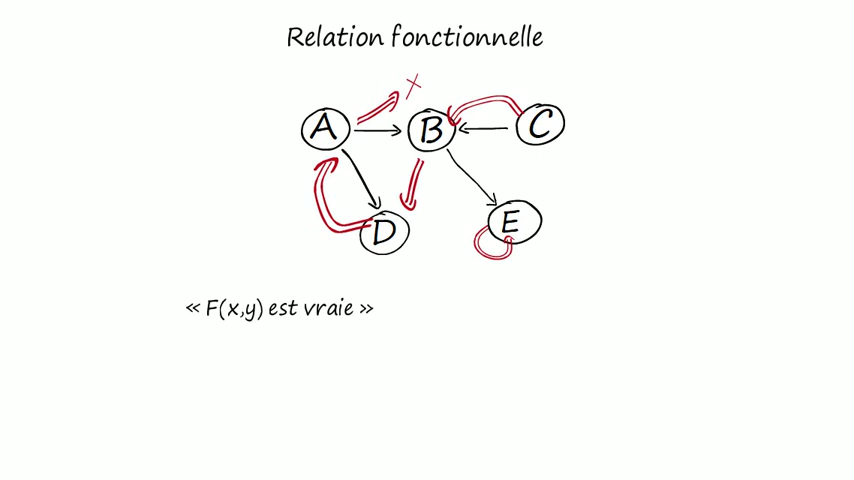 Relation fonctionnelle
A B C
D E
« F(x,y) est vraie »